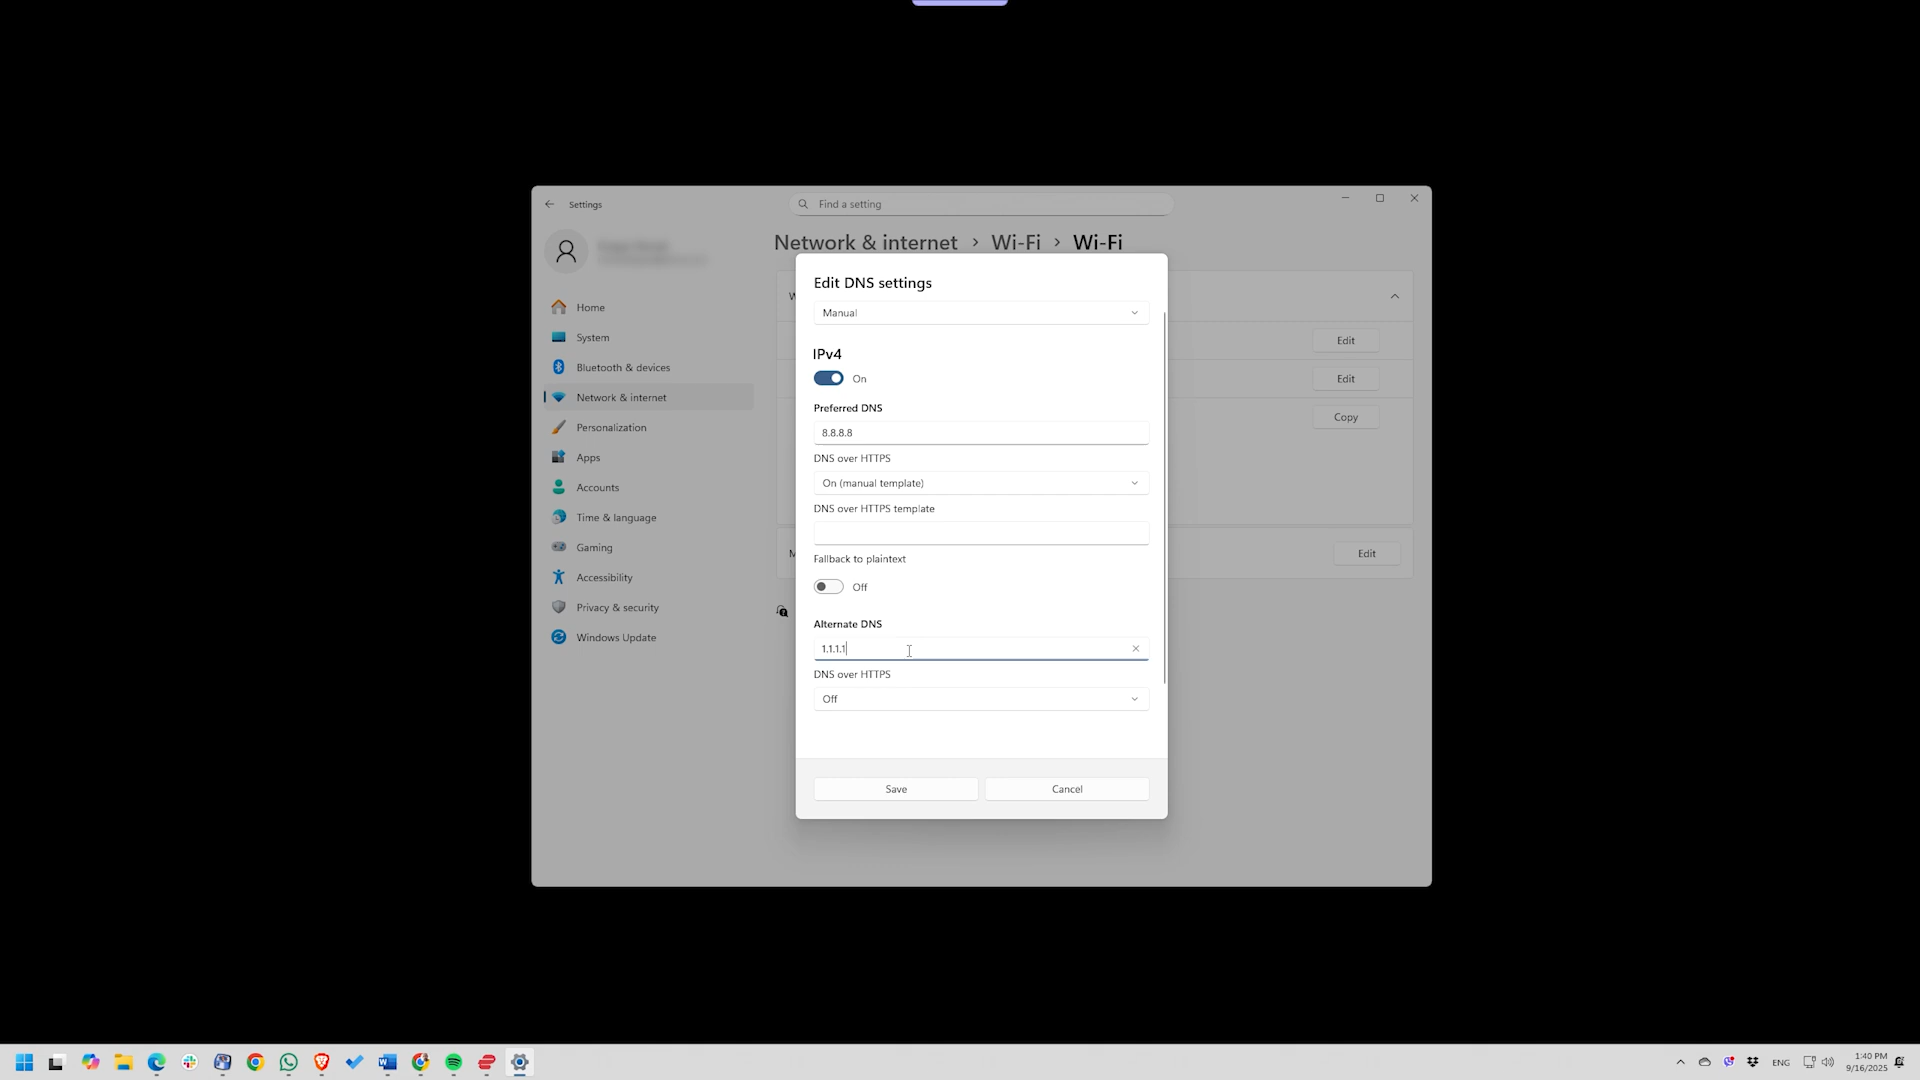 Settings
Find a setting
Network & internet > Wi-Fi > Wi-Fi
Home
System
Bluetooth & devices
Network & internet
Personalization
Apps
Accounts
Time & language
Gaming
Accessibility
Privacy & security
Windows Update
Edit
Edit
Copy
Edit
Edit DNS settings
Manual
IPv4
On
Preferred DNS
8.8.8.8
DNS over HTTPS
On (manual template)
DNS over HTTPS template
Fallback to plaintext
Off
Alternate DNS
1.1.1.1
DNS over HTTPS
Off
Save
Cancel
ENG
1:40 PM
9/16/2025